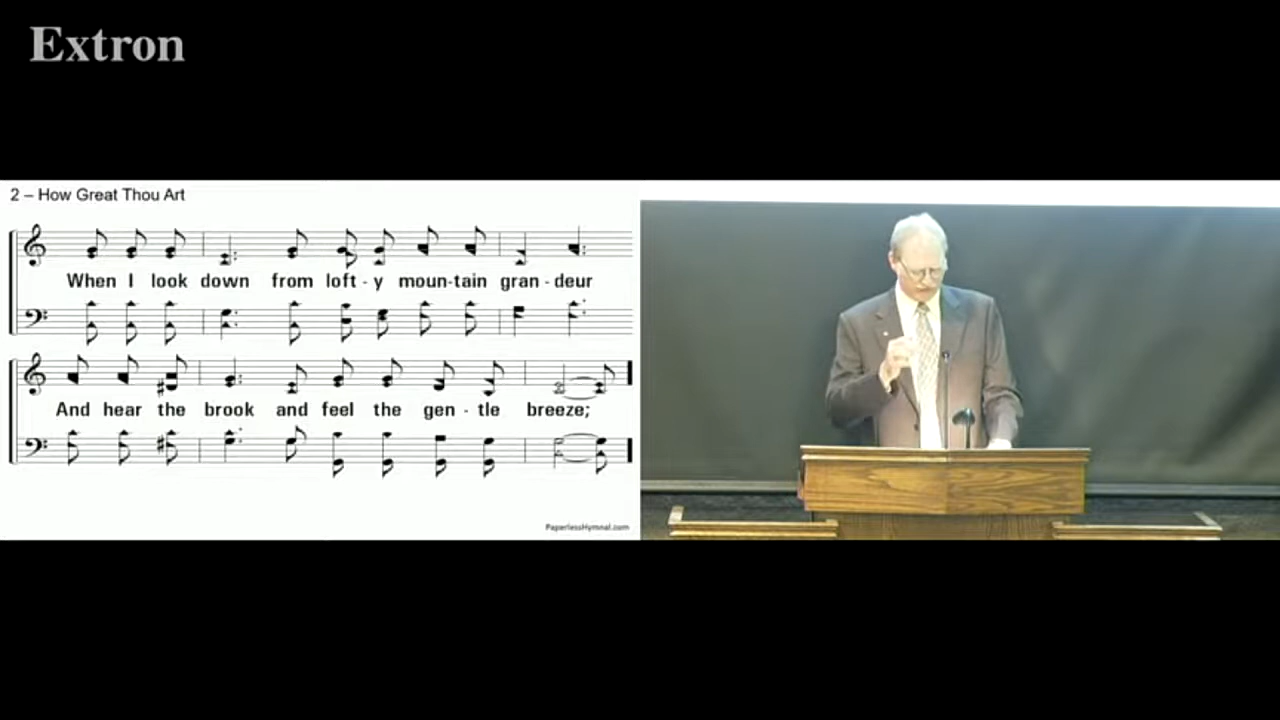 Extron
2 – How Great Thou Art
When I look down from loft - y moun-tain gran - deur
And hear the brook and feel the gen - tle breeze;
PaperlessHymnal.com